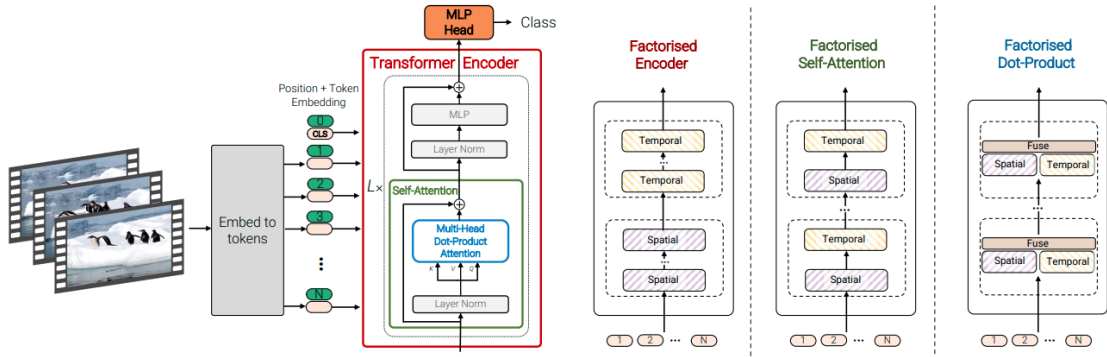 MLP
Head
Class
Transformer Encoder
Position + Token
Embedding
0
CLS
1
2
3
N
Embed to
tokens
L×
MLP
Layer Norm
Self-Attention
Multi-Head
Dot-Product
Attention
K V Q
Layer Norm
Factorised
Encoder
Temporal
Temporal
Spatial
Spatial
1 2 ••• N
Factorised
Self-Attention
Temporal
Spatial
Temporal
Spatial
1 2 ••• N
Factorised
Dot-Product
Fuse
Spatial Temporal
Fuse
Spatial Temporal
1 2 ••• N